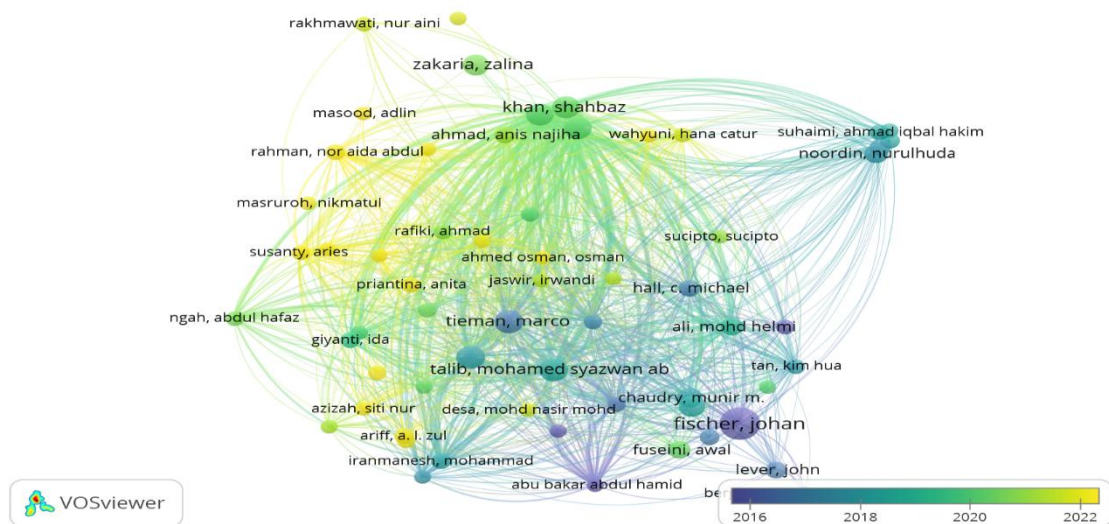 rakhmawati, nur aini
zakaria, zalina
khan, shahbaz
masood, adlin
ahmad, anis najiha
wahyuni, hana catur
suhaimi, ahmad iqbal hakim
rahman, nor aida abdul
noordin, nurulhuda
masruroh, nikmatul
rafiki, ahmad
sucipto, sucipto
susanty, aries
ahmed osman, osman
priantina, anita
jaswir, irwandi
hall, c. michael
ngah, abdul hafaz
tieman, marco
ali, mohd helmi
giyanti, ida
talib, mohamed syazwan ab
tan, kim hua
chaudry, munir m.
azizah, siti nur
desa, mohd nasir mohd
fischer, johan
ariff, a. l. zul
fuseini, awal
iranmanesh, mohammad
lever, john
abu bakar abdul hamid
VOSviewer
2016
2018
2020
2022